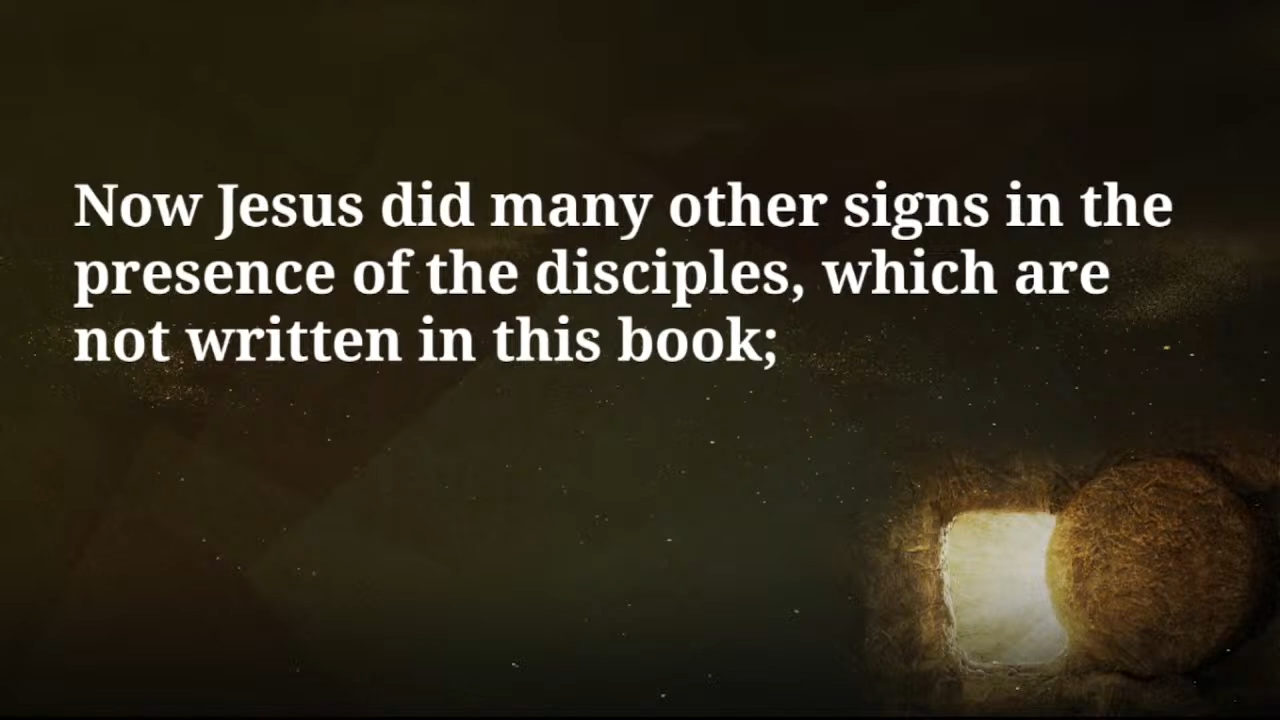 Now Jesus did many other signs in the
presence of the disciples, which are
not written in this book;